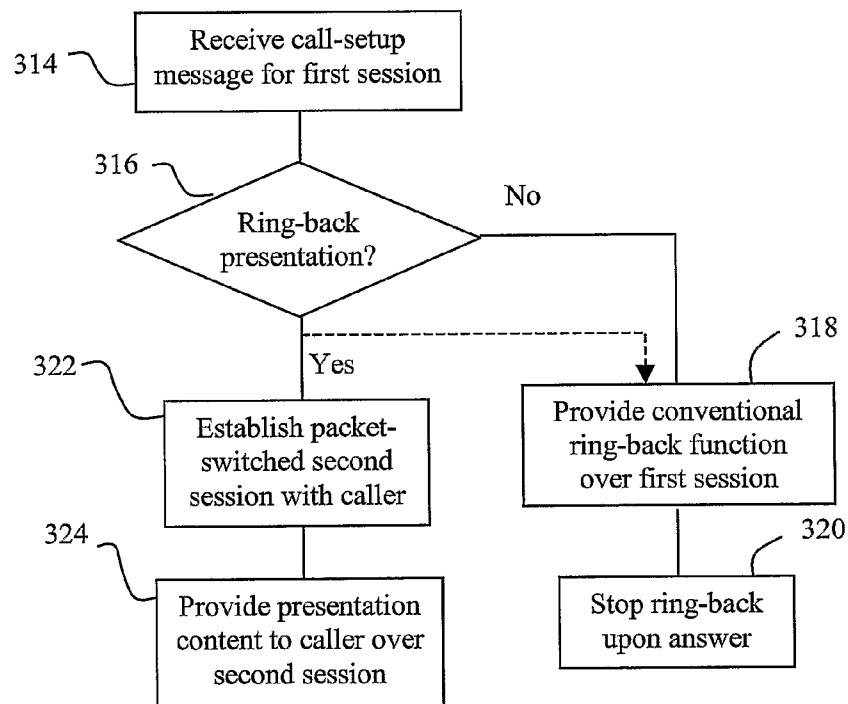 314
Receive call-setup
message for first session
316
Ring-back
presentation?
No
Yes
318
322
Provide conventional
ring-back function
over first session
Establish packet-
switched second
session with caller
320
Stop ring-back
upon answer
324
Provide presentation
content to caller over
second session